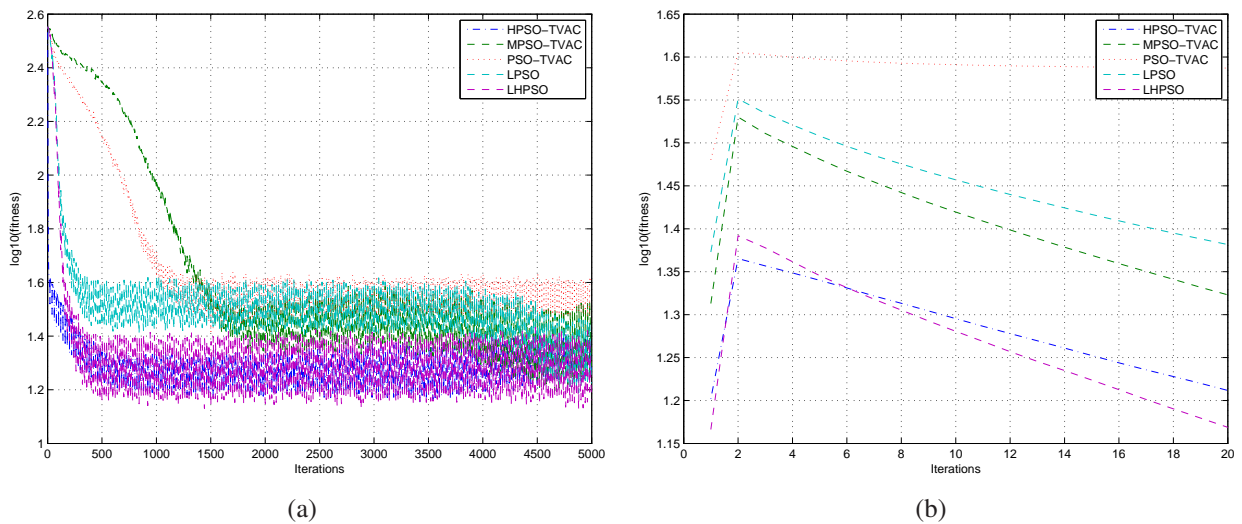 2.6
2.4
2.2
2
1.8
1.6
1.4
1.2
1
log10(fitness)
0 500 1000 1500 2000 2500 3000 3500 4000 4500 5000
Iterations
HPSO−TVAC
MPSO−TVAC
PSO−TVAC
LPSO
LHPSO
(a)
1.65
1.6
1.55
1.5
1.45
1.4
1.35
1.3
1.25
1.2
1.15
log10(fitness)
0 2 4 6 8 10 12 14 16 18 20
Iterations
HPSO−TVAC
MPSO−TVAC
PSO−TVAC
LPSO
LHPSO
(b)